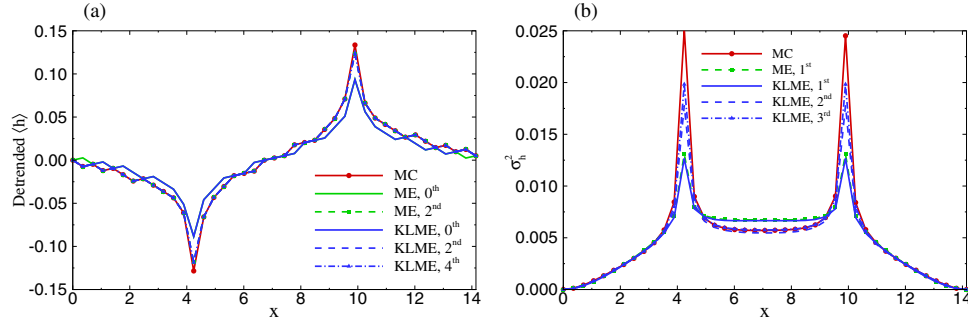 (a)
Detrended ⟨h⟩
0.15
0.10
0.05
0.00
-0.05
-0.10
-0.15
0 2 4 6 8 10 12 14
x
MC
ME, 0th
ME, 2nd
KLME, 0th
KLME, 2nd
KLME, 4th
(b)
σ²h
0.025
0.020
0.015
0.010
0.005
0.000
0 2 4 6 8 10 12 14
x
MC
ME, 1st
KLME, 1st
KLME, 2nd
KLME, 3rd